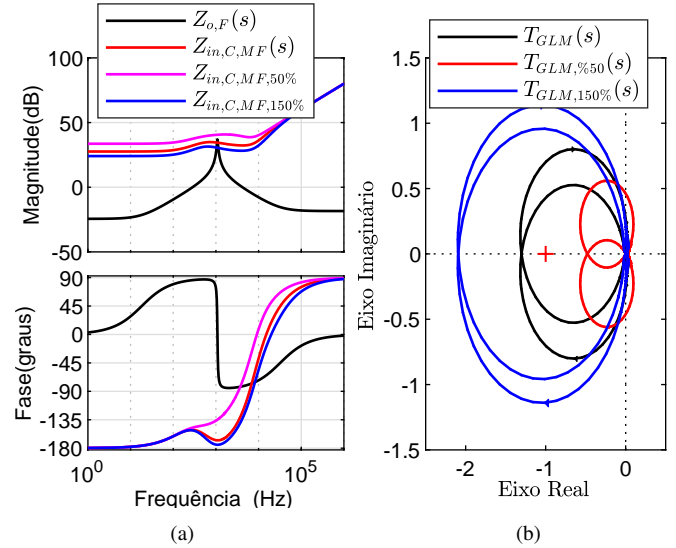 Z_{o,F}(s)
Z_{in,C,MF}(s)
Z_{in,C,MF,50%}
Z_{in,C,MF,150%}
Magnitude(dB)
100
50
0
-50
Fase(graus)
90
45
0
-45
-90
-135
-180
10^0
10^5
Frequência (Hz)
(a)
T_{GLM}(s)
T_{GLM,%50}(s)
T_{GLM,150%}(s)
Eixo Imaginário
1.5
1
0.5
0
-0.5
-1
-1.5
-2
-1
0
Eixo Real
(b)